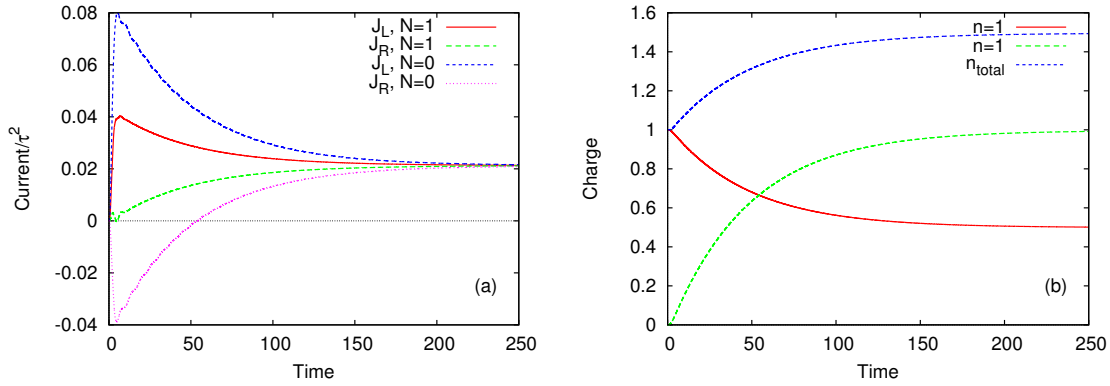 0.08
0.06
0.04
0.02
0
-0.02
-0.04
Current/τ²
J_L, N=1
J_R, N=1
J_L, N=0
J_R, N=0
(a)
0 50 100 150 200 250
Time
1.6
1.4
1.2
1
0.8
0.6
0.4
0.2
0
Change
n=1
n=1
n_total
(b)
0 50 100 150 200 250
Time